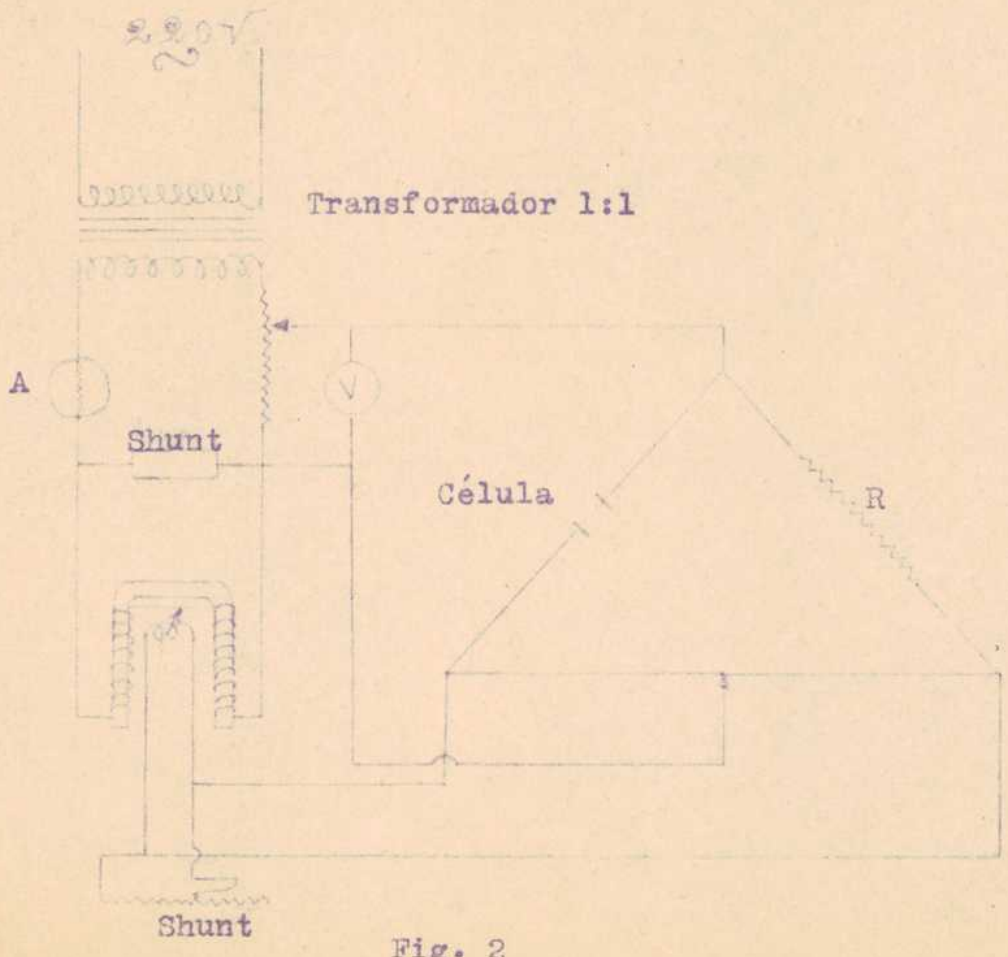 220V
Transformador 1:1
A
V
Shunt
Célula
R
Shunt
Fig. 2